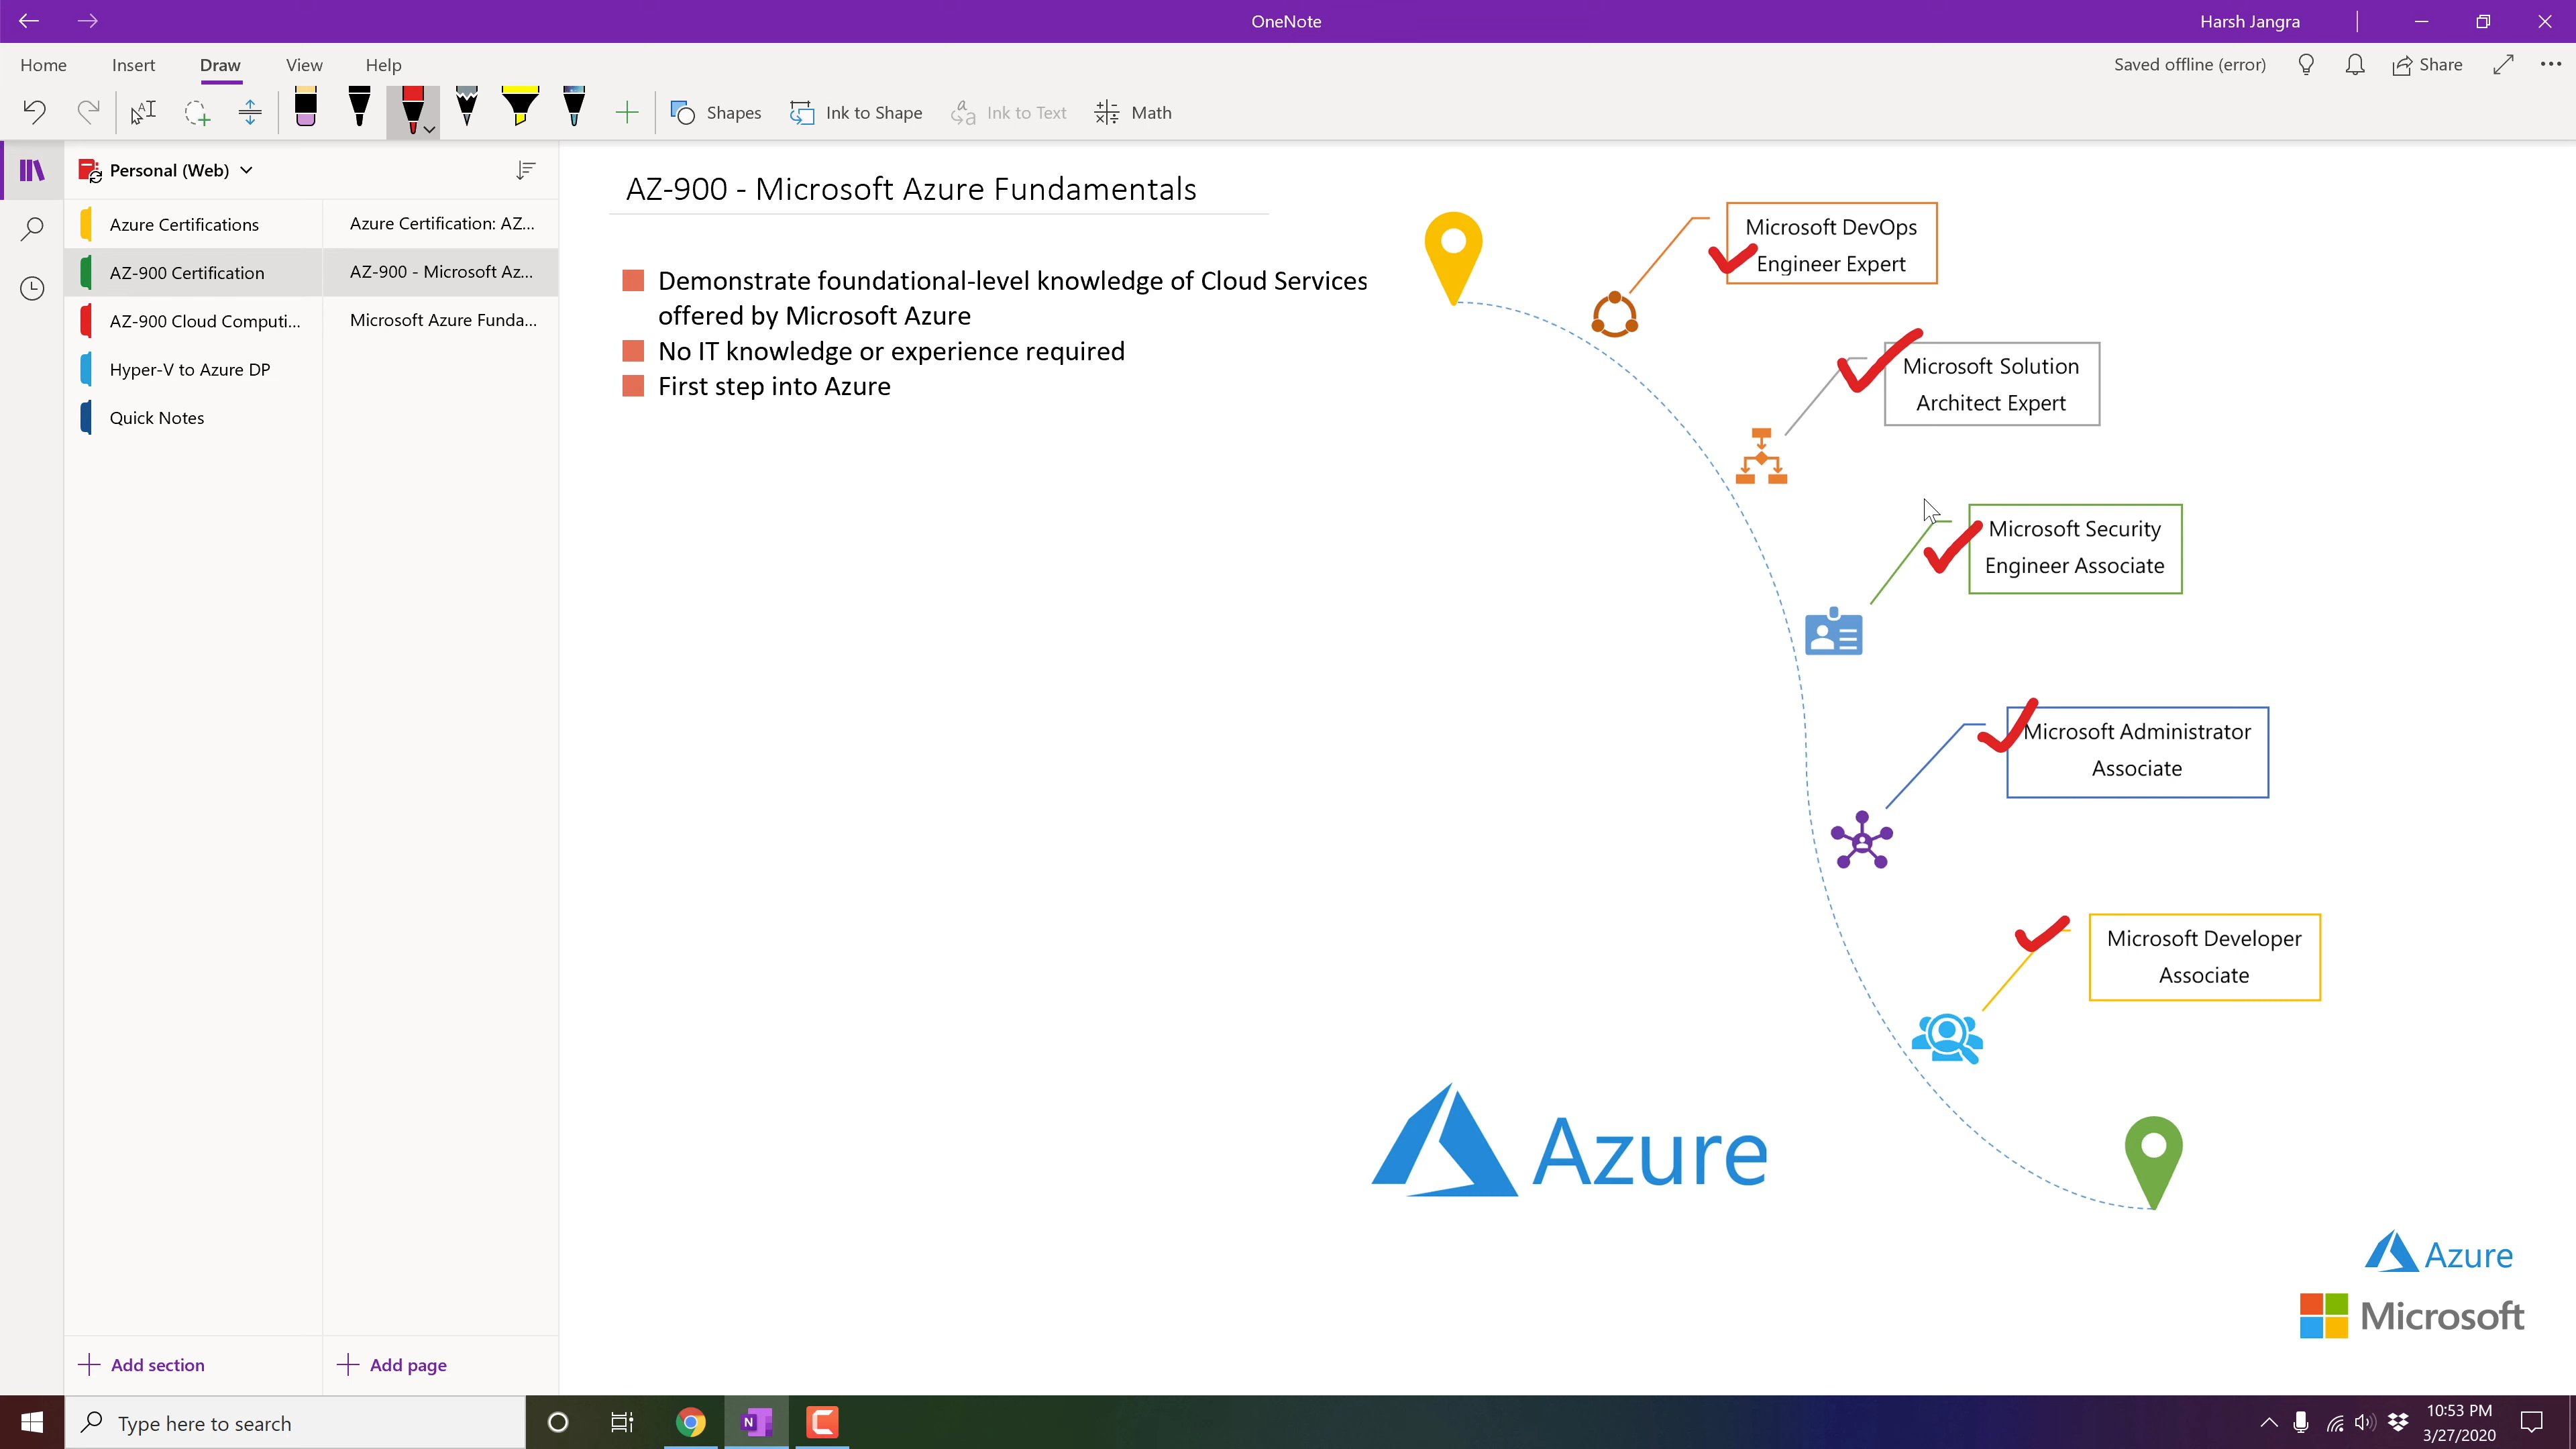 OneNote
Harsh Jangra
Home
Insert
Draw
View
Help
Saved offline (error)
Share
Shapes
Ink to Shape
Ink to Text
Math
Personal (Web)
Azure Certifications
AZ-900 Certification
AZ-900 Cloud Computi...
Hyper-V to Azure DP
Quick Notes
Azure Certification: AZ...
AZ-900 - Microsoft Az...
Microsoft Azure Funda...
AZ-900 - Microsoft Azure Fundamentals
Demonstrate foundational-level knowledge of Cloud Services
offered by Microsoft Azure
No IT knowledge or experience required
First step into Azure
Microsoft DevOps
Engineer Expert
Microsoft Solution
Architect Expert
Microsoft Security
Engineer Associate
Microsoft Administrator
Associate
Microsoft Developer
Associate
Azure
Azure
Microsoft
Add section
Add page
Type here to search
10:53 PM
3/27/2020